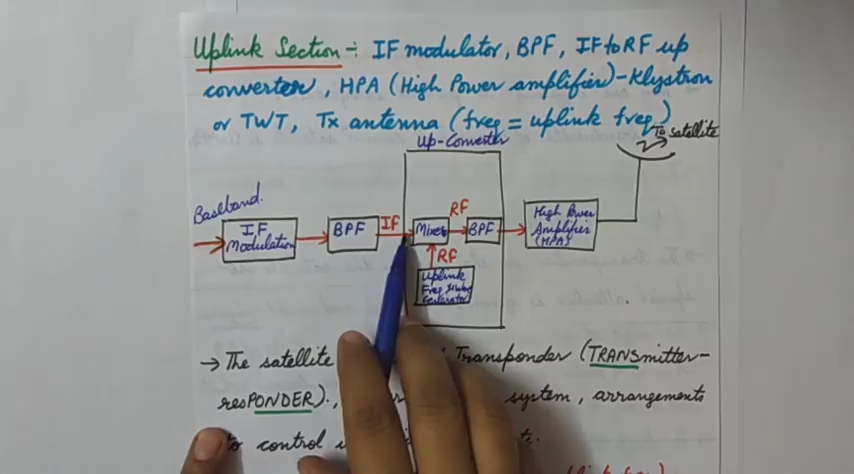 Uplink Section ÷ IF modulator, BPF, IF to RF up
converter, HPA (High Power amplifier) - Klystron
or TWT, Tx antenna (freq = uplink freq.)
To satellite
Up-Converter
Baseband
IF
Modulation
BPF
IF
Mixer
RF
BPF
High Power
Amplifier
(HPA)
RF
Uplink
Freq
→ The satellite Transponder (TRANSmitter-
resPONDER)., system, arrangements
to control